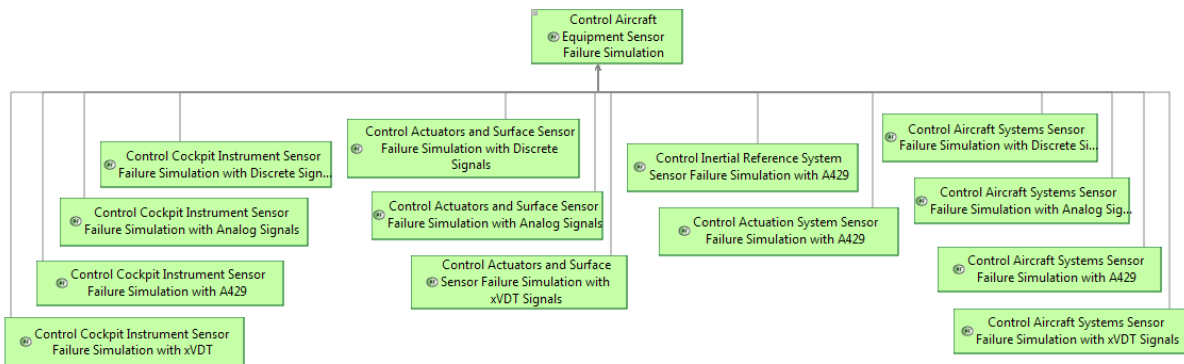 Control Aircraft
Equipment Sensor
Failure Simulation
Control Cockpit Instrument Sensor
Failure Simulation with Discrete Sign...
Control Cockpit Instrument Sensor
Failure Simulation with Analog Signals
Control Cockpit Instrument Sensor
Failure Simulation with A429
Control Cockpit Instrument Sensor
Failure Simulation with xVDT
Control Actuators and Surface Sensor
Failure Simulation with Discrete
Signals
Control Actuators and Surface Sensor
Failure Simulation with Analog Signals
Control Actuators and Surface
Sensor Failure Simulation with
xVDT Signals
Control Inertial Reference System
Sensor Failure Simulation with A429
Control Actuation System Sensor
Failure Simulation with A429
Control Aircraft Systems Sensor
Failure Simulation with Discrete Si...
Control Aircraft Systems Sensor
Failure Simulation with Analog Sig...
Control Aircraft Systems Sensor
Failure Simulation with A429
Control Aircraft Systems Sensor
Failure Simulation with xVDT Signals